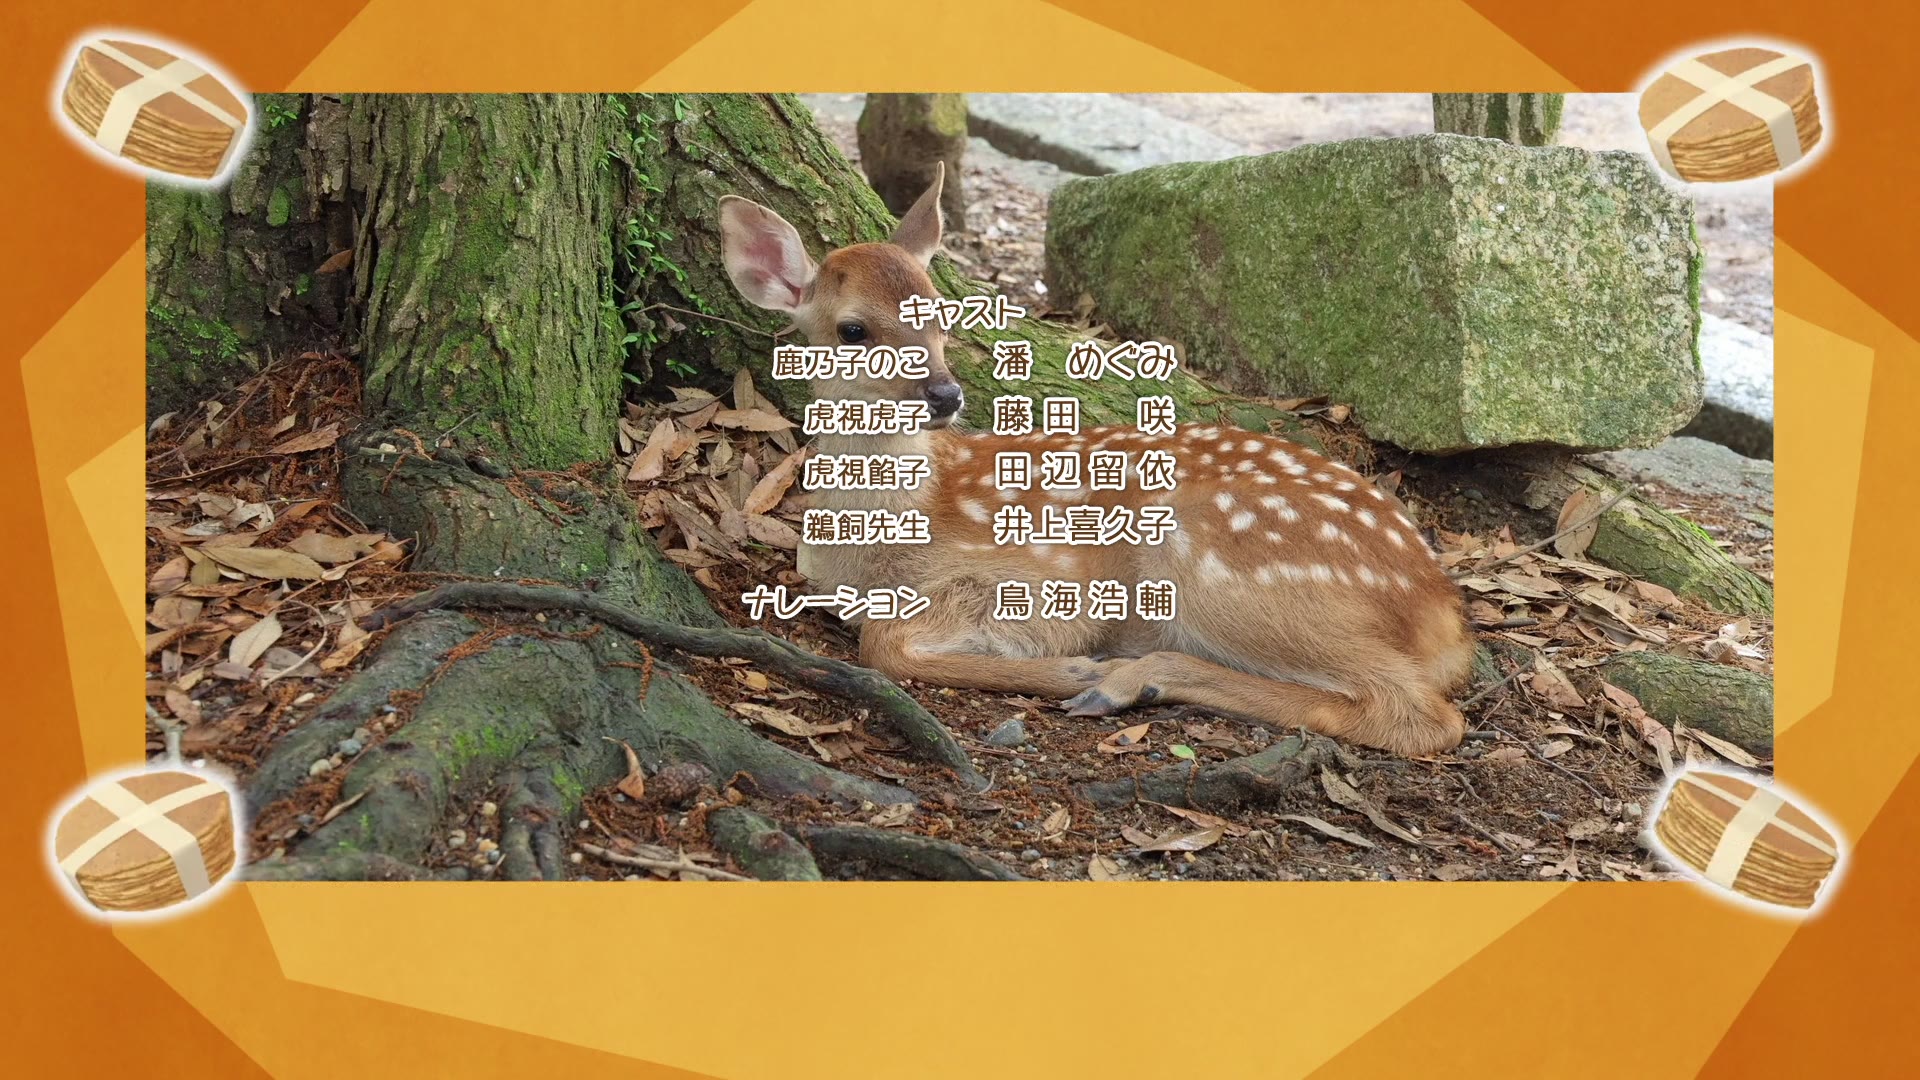 キャスト
鹿乃子のこ 潘 めぐみ
虎視虎子 藤田 咲
虎視餡子 田辺留依
鵜飼先生 井上喜久子
ナレーション 鳥海浩輔